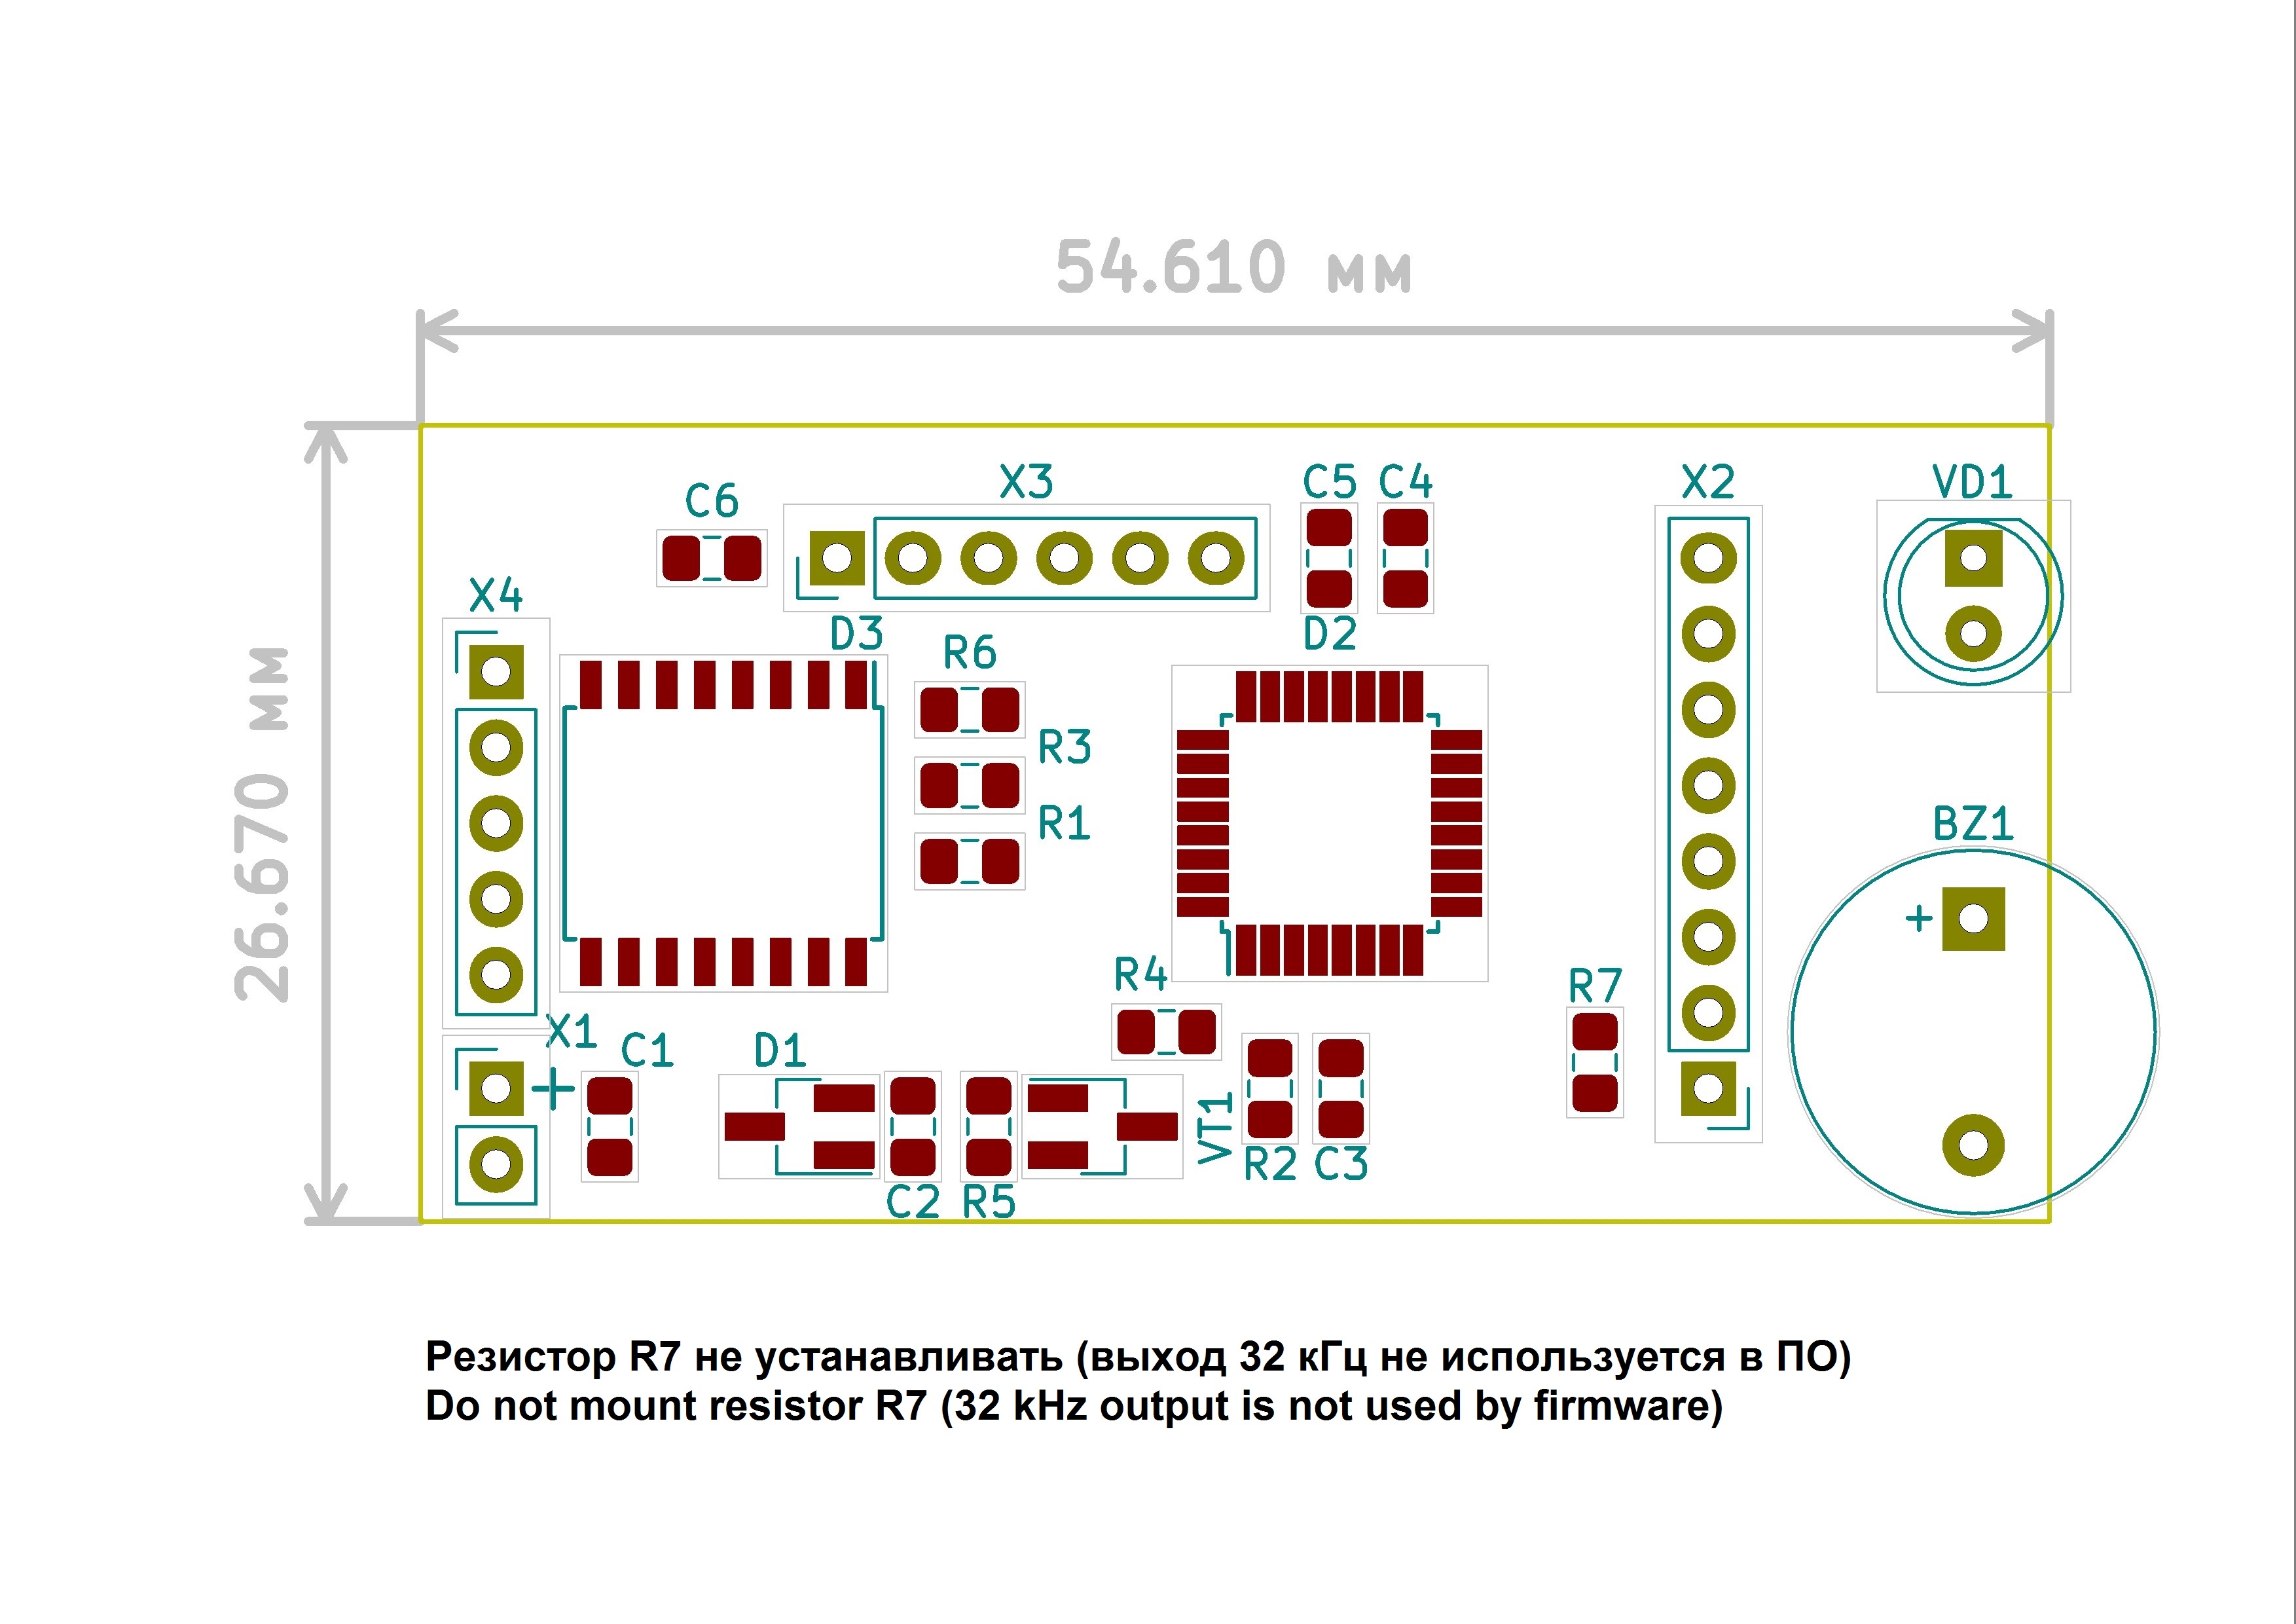 54.610 мм
26.670 мм
C6
X3
C5
C4
X2
VD1
X4
D3
R6
D2
R3
R1
BZ1
+
R4
R7
X1
C1
D1
+
VT1
R2
C3
C2
R5
Резистор R7 не устанавливать (выход 32 кГц не используется в ПО)
Do not mount resistor R7 (32 kHz output is not used by firmware)